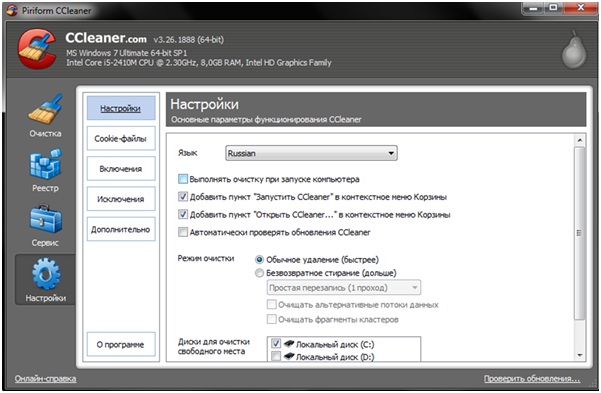 Piriform CCleaner
CCleaner.com v3.26.1888 (64-bit)
MS Windows 7 Ultimate 64-bit SP1
Intel Core i5-2410M CPU @ 2.30GHz, 8,0GB RAM, Intel HD Graphics Family
Очистка
Реестр
Сервис
Настройки
Настройки
Cookie-файлы
Включения
Исключения
Дополнительно
О программе
Настройки
Основные параметры функционирования CCleaner
Язык Russian
Выполнять очистку при запуске компьютера
Добавить пункт "Запустить CCleaner" в контекстное меню Корзины
Добавить пункт "Открыть CCleaner..." в контекстное меню Корзины
Автоматически проверять обновления CCleaner
Режим очистки Обычное удаление (быстрее)
Безвозвратное стирание (дольше)
Простая перезапись (1 проход)
Очищать альтернативные потоки данных
Очищать фрагменты кластеров
Диски для очистки
свободного места
Локальный диск (C:)
Локальный диск (D:)
Онлайн-справка
Проверить обновления...